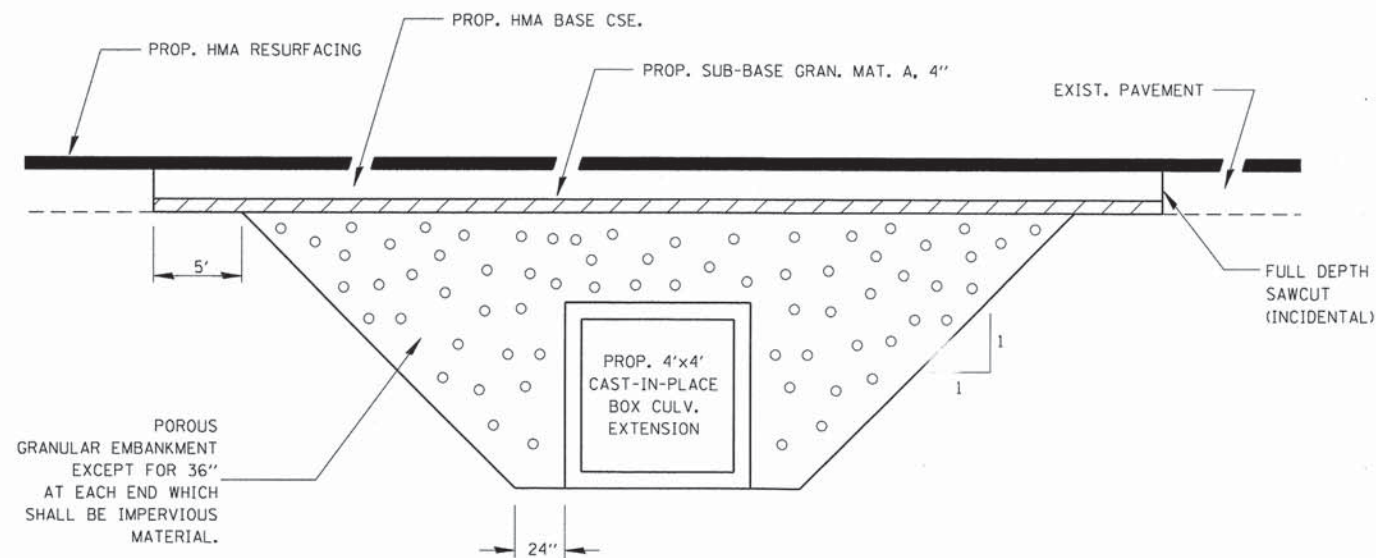 PROP. HMA BASE CSE.
PROP. HMA RESURFACING
PROP. SUB-BASE GRAN. MAT. A, 4"
EXIST. PAVEMENT
5'
FULL DEPTH
SAWCUT
(INCIDENTAL)
1
1
PROP. 4'x4'
CAST-IN-PLACE
BOX CULV.
EXTENSION
POROUS
GRANULAR EMBANKMENT
EXCEPT FOR 36"
AT EACH END WHICH
SHALL BE IMPERVIOUS
MATERIAL.
24"